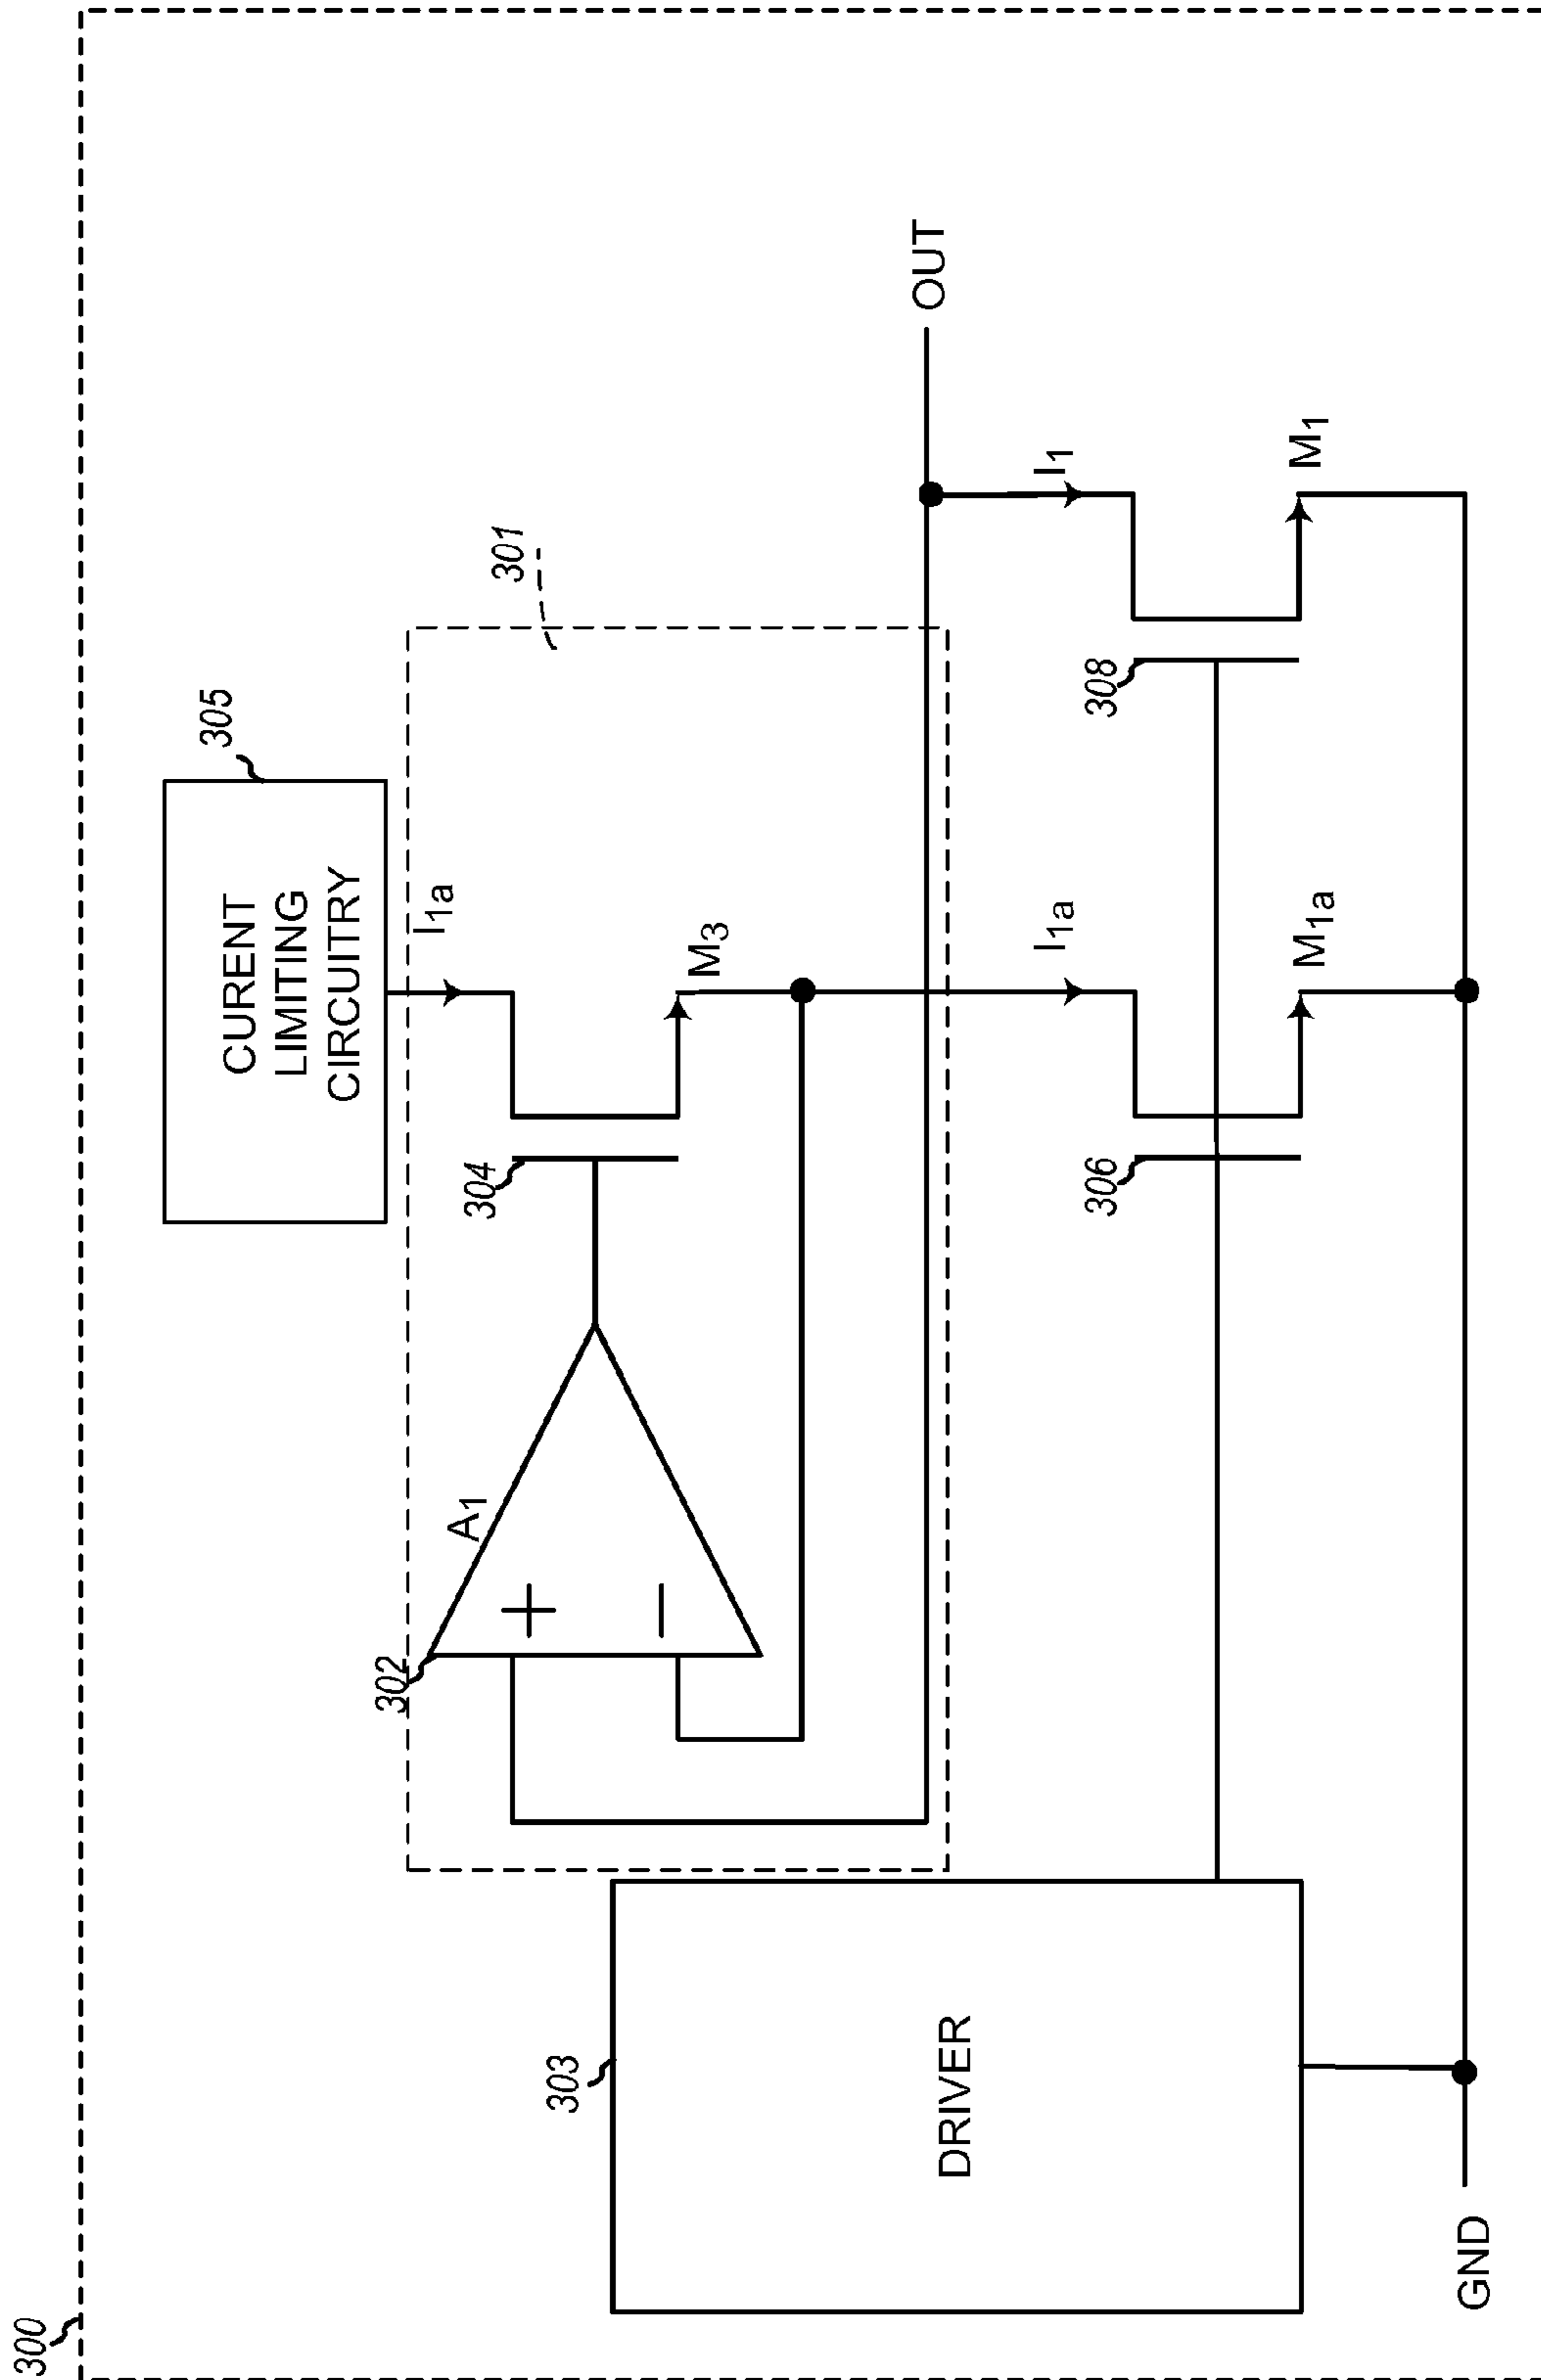 300
CURRENT
LIMITING
CIRCUITRY
305
I1a
301
302
A1
304
M3
OUT
303
DRIVER
306
I1a
M1a
308
I1
M1
GND